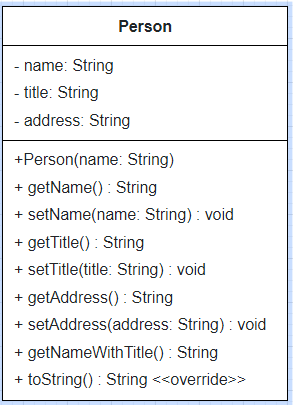 Person
- name: String
- title: String
- address: String
+Person(name: String)
+ getName() : String
+ setName(name: String) : void
+ getTitle() : String
+ setTitle(title: String) : void
+ getAddress() : String
+ setAddress(address: String) : void
+ getNameWithTitle() : String
+ toString() : String <<override>>